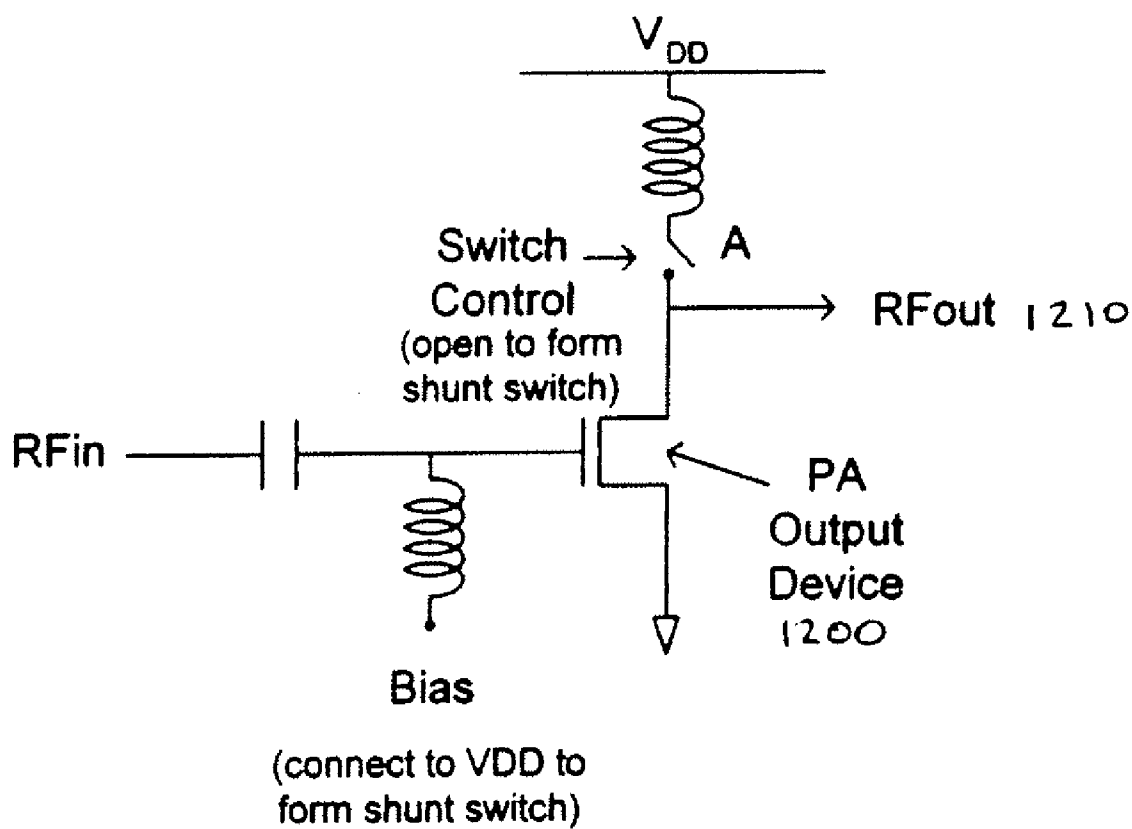 VDD
Switch
Control
(open to form
shunt switch)
A
RFout 1210
RFin
PA
Output
Device
1200
Bias
(connect to VDD to
form shunt switch)